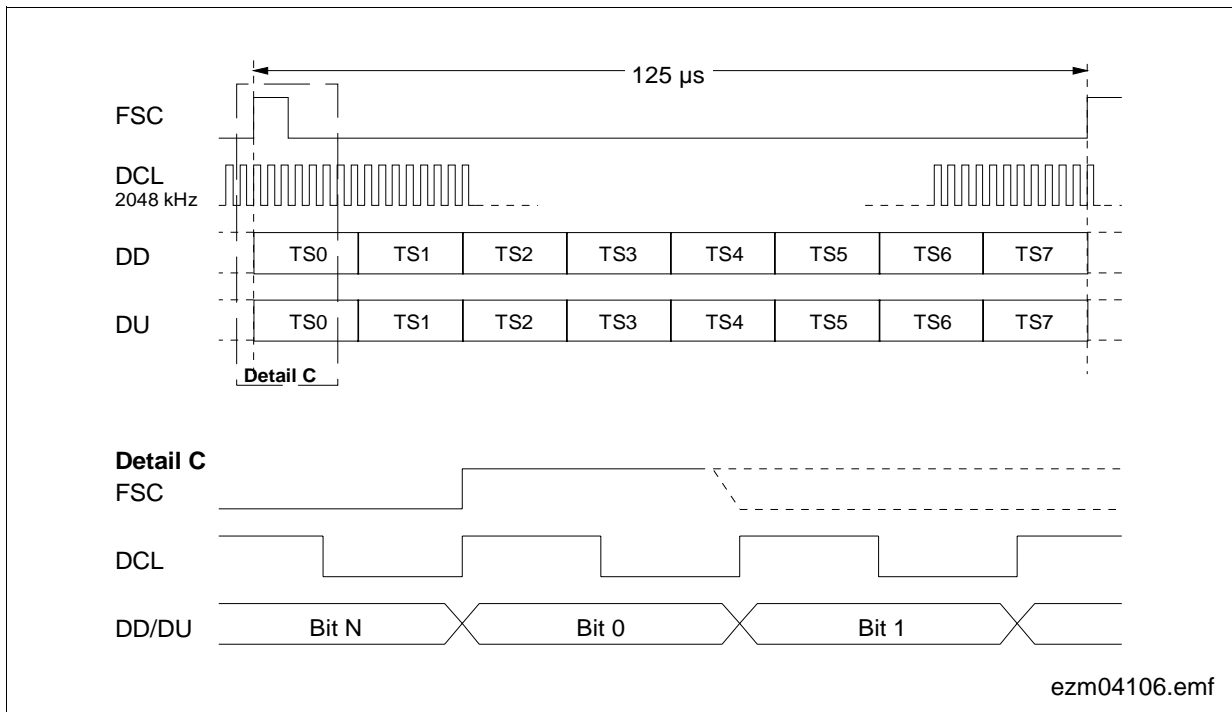 125 µs
FSC
DCL
2048 kHz
DD TS0 TS1 TS2 TS3 TS4 TS5 TS6 TS7
DU TS0 TS1 TS2 TS3 TS4 TS5 TS6 TS7
Detail C
Detail C
FSC
DCL
DD/DU Bit N Bit 0 Bit 1
ezm04106.emf